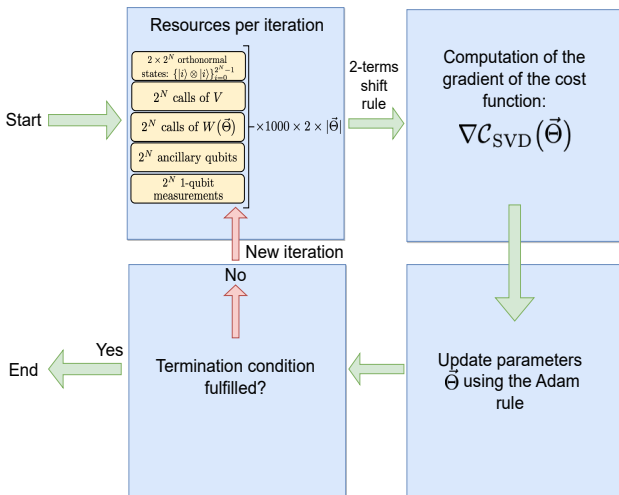 Resources per iteration
2 × 2^N orthonormal
states: {|i⟩ ⊗ |i⟩}_{i=0}^{2^N−1}
2^N calls of V
2^N calls of W(Θ⃗)
2^N ancillary qubits
2^N 1-qubit
measurements
×1000 × 2 × |Θ⃗|
Start
2-terms
shift
rule
Computation of the
gradient of the cost
function:
∇C_SVD(Θ⃗)
New iteration
No
Termination condition
fulfilled?
Yes
End
Update parameters
Θ⃗ using the Adam
rule